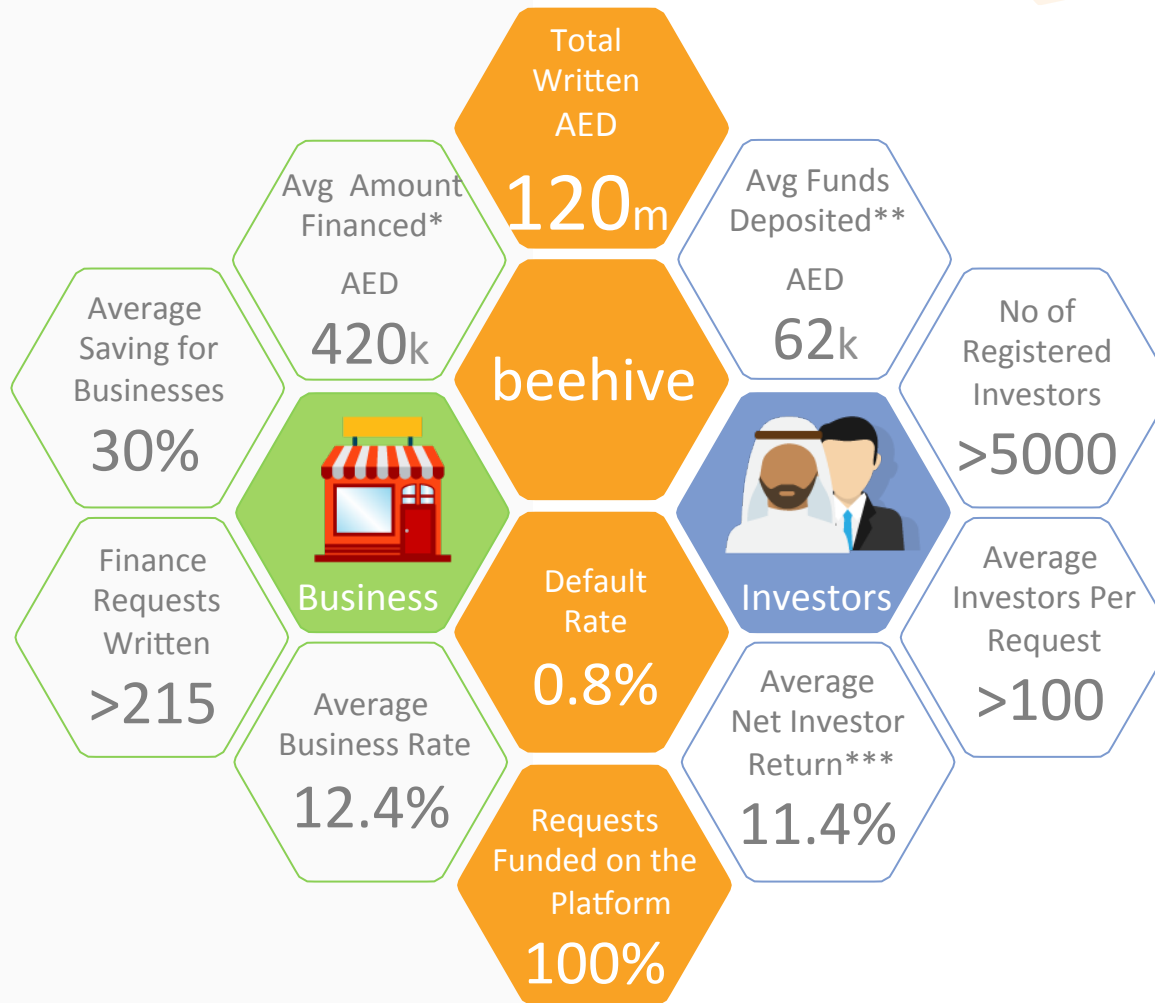 Total
Written
AED
120m
Avg Amount
Financed*
AED
420k
Avg Funds
Deposited**
AED
62k
Average
Saving for
Businesses
30%
beehive
No of
Registered
Investors
>5000
Business
Investors
Finance
Requests
Written
>215
Default
Rate
0.8%
Average
Investors Per
Request
>100
Average
Business Rate
12.4%
Average
Net Investor
Return***
11.4%
Requests
Funded on the
Platform
100%